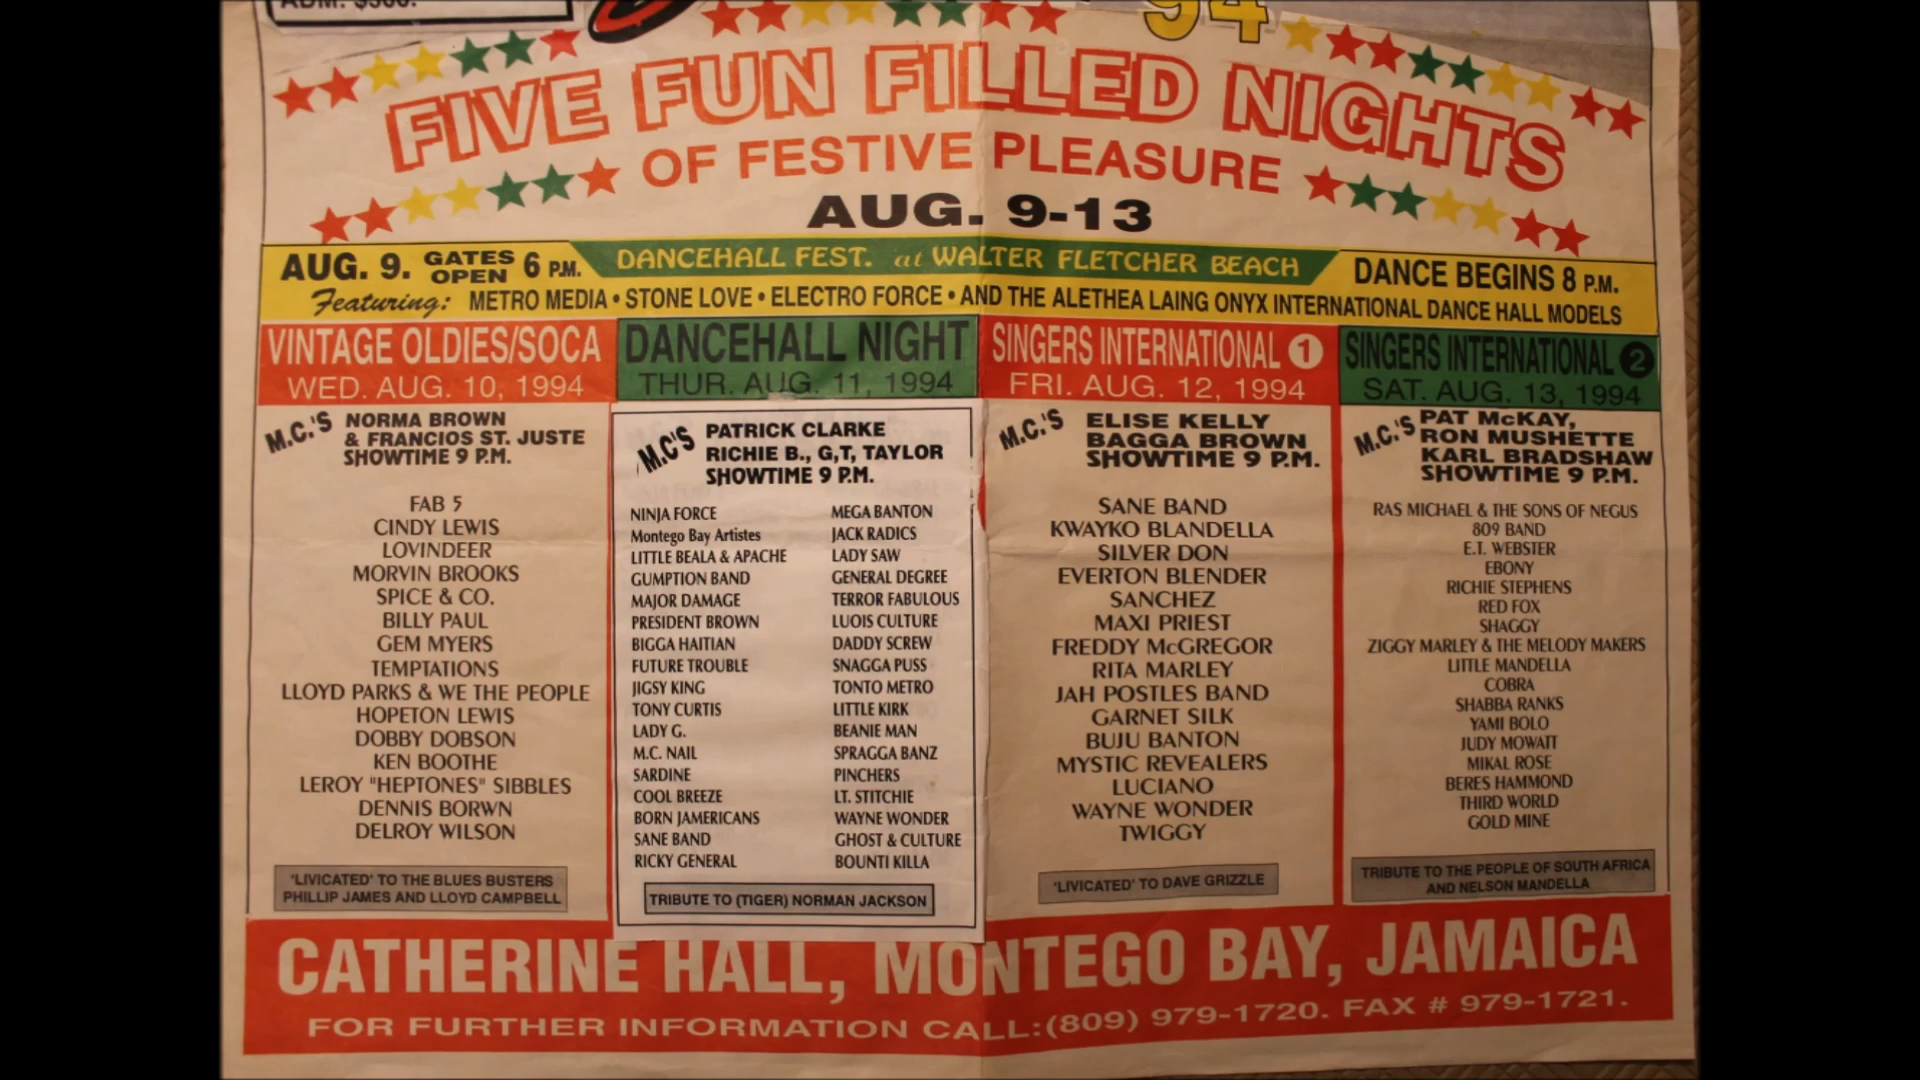 ADM. $300.
94
FIVE FUN FILLED NIGHTS
OF FESTIVE PLEASURE
AUG. 9-13
AUG. 9. GATES OPEN 6 P.M.
DANCEHALL FEST. at WALTER FLETCHER BEACH
DANCE BEGINS 8 P.M.
Featuring: METRO MEDIA • STONE LOVE • ELECTRO FORCE • AND THE ALETHEA LAING ONYX INTERNATIONAL DANCE HALL MODELS
VINTAGE OLDIES/SOCA
WED. AUG. 10, 1994
M.C.'S NORMA BROWN
& FRANCIOS ST. JUSTE
SHOWTIME 9 P.M.
FAB 5
CINDY LEWIS
LOVINDEER
MORVIN BROOKS
SPICE & CO.
BILLY PAUL
GEM MYERS
TEMPTATIONS
LLOYD PARKS & WE THE PEOPLE
HOPETON LEWIS
DOBBY DOBSON
KEN BOOTHE
LEROY "HEPTONES" SIBBLES
DENNIS BORWN
DELROY WILSON
'LIVICATED' TO THE BLUES BUSTERS
PHILLIP JAMES AND LLOYD CAMPBELL
DANCEHALL NIGHT
THUR. AUG. 11, 1994
M.C'S PATRICK CLARKE
RICHIE B., G,T, TAYLOR
SHOWTIME 9 P.M.
NINJA FORCE
Montego Bay Artistes
LITTLE BEALA & APACHE
GUMPTION BAND
MAJOR DAMAGE
PRESIDENT BROWN
BIGGA HAITIAN
FUTURE TROUBLE
JIGSY KING
TONY CURTIS
LADY G.
M.C. NAIL
SARDINE
COOL BREEZE
BORN JAMERICANS
SANE BAND
RICKY GENERAL
MEGA BANTON
JACK RADICS
LADY SAW
GENERAL DEGREE
TERROR FABULOUS
LUOIS CULTURE
DADDY SCREW
SNAGGA PUSS
TONTO METRO
LITTLE KIRK
BEANIE MAN
SPRAGGA BANZ
PINCHERS
LT. STITCHIE
WAYNE WONDER
GHOST & CULTURE
BOUNTI KILLA
TRIBUTE TO (TIGER) NORMAN JACKSON
SINGERS INTERNATIONAL 1
FRI. AUG. 12, 1994
M.C.'S ELISE KELLY
BAGGA BROWN
SHOWTIME 9 P.M.
SANE BAND
KWAYKO BLANDELLA
SILVER DON
EVERTON BLENDER
SANCHEZ
MAXI PRIEST
FREDDY McGREGOR
RITA MARLEY
JAH POSTLES BAND
GARNET SILK
BUJU BANTON
MYSTIC REVEALERS
LUCIANO
WAYNE WONDER
TWIGGY
'LIVICATED' TO DAVE GRIZZLE
SINGERS INTERNATIONAL 2
SAT. AUG. 13, 1994
M.C.'S PAT McKAY,
RON MUSHETTE
KARL BRADSHAW
SHOWTIME 9 P.M.
RAS MICHAEL & THE SONS OF NEGUS
809 BAND
E.T. WEBSTER
EBONY
RICHIE STEPHENS
RED FOX
SHAGGY
ZIGGY MARLEY & THE MELODY MAKERS
LITTLE MANDELLA
COBRA
SHABBA RANKS
YAMI BOLO
JUDY MOWATT
MIKAL ROSE
BERES HAMMOND
THIRD WORLD
GOLD MINE
TRIBUTE TO THE PEOPLE OF SOUTH AFRICA
AND NELSON MANDELLA
CATHERINE HALL, MONTEGO BAY, JAMAICA
FOR FURTHER INFORMATION CALL:(809) 979-1720. FAX # 979-1721.